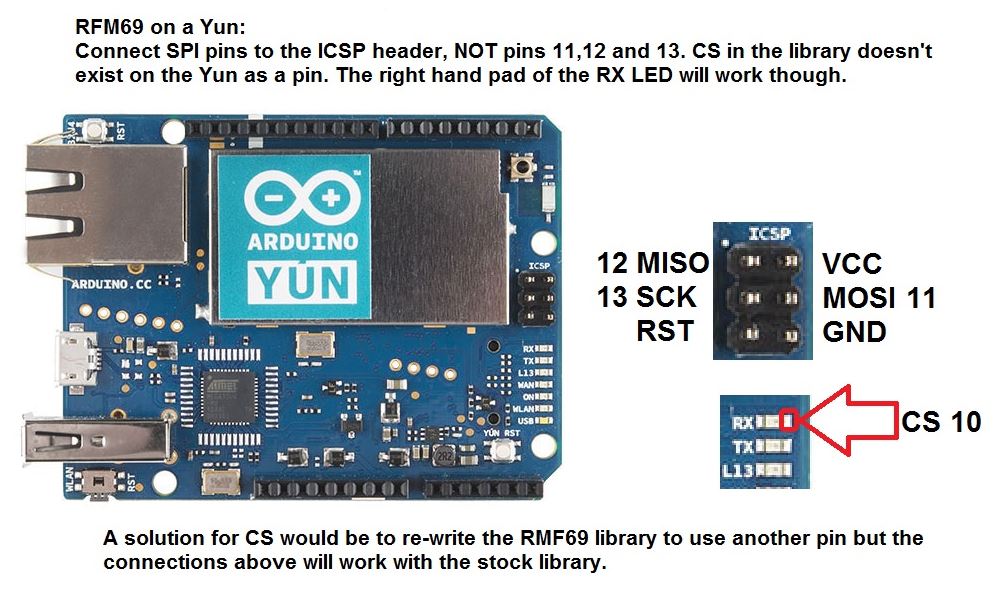 RFM69 on a Yun:
Connect SPI pins to the ICSP header, NOT pins 11,12 and 13. CS in the library doesn't
exist on the Yun as a pin. The right hand pad of the RX LED will work though.
RST
ARDUINO
YÚN
™
ARDUINO.CC
ICSP
RX
TX
L13
WAN
ON
WLAN
USB
YÚN RST
2R2
ATMEL
WLAN
RST
ICSP
12 MISO
VCC
13 SCK
MOSI 11
RST
GND
RX
CS 10
TX
L13
A solution for CS would be to re-write the RMF69 library to use another pin but the
connections above will work with the stock library.